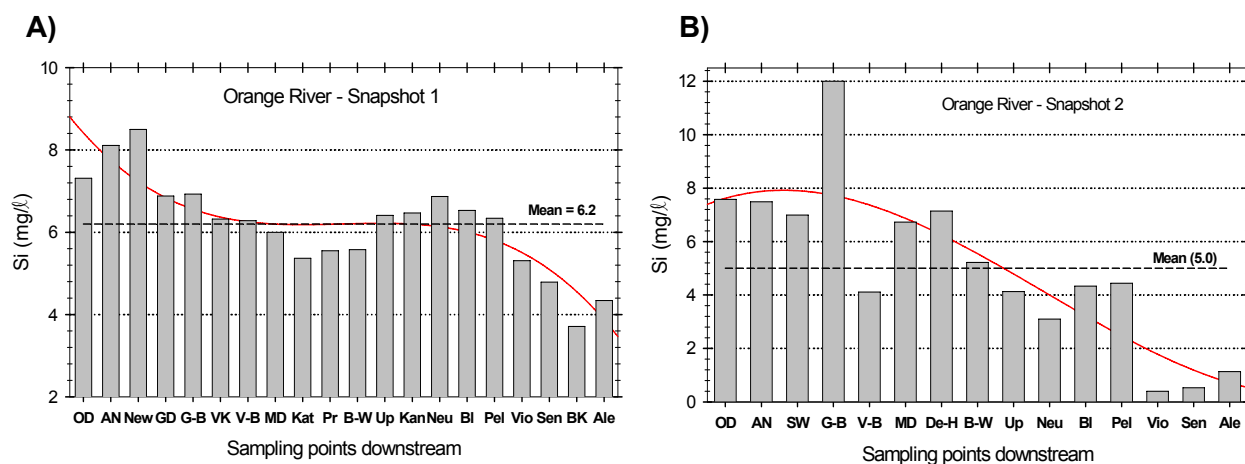 A)
Orange River - Snapshot 1
Si (mg/ℓ)
10
8
6
4
2
Mean = 6.2
OD AN New GD G-B VK V-B MD Kat Pr B-W Up Kan Neu Bl Pel Vio Sen BK Ale
Sampling points downstream
B)
Orange River - Snapshot 2
Si (mg/ℓ)
12
10
8
6
4
2
0
Mean (5.0)
OD AN SW G-B V-B MD De-H B-W Up Neu Bl Pel Vio Sen Ale
Sampling points downstream